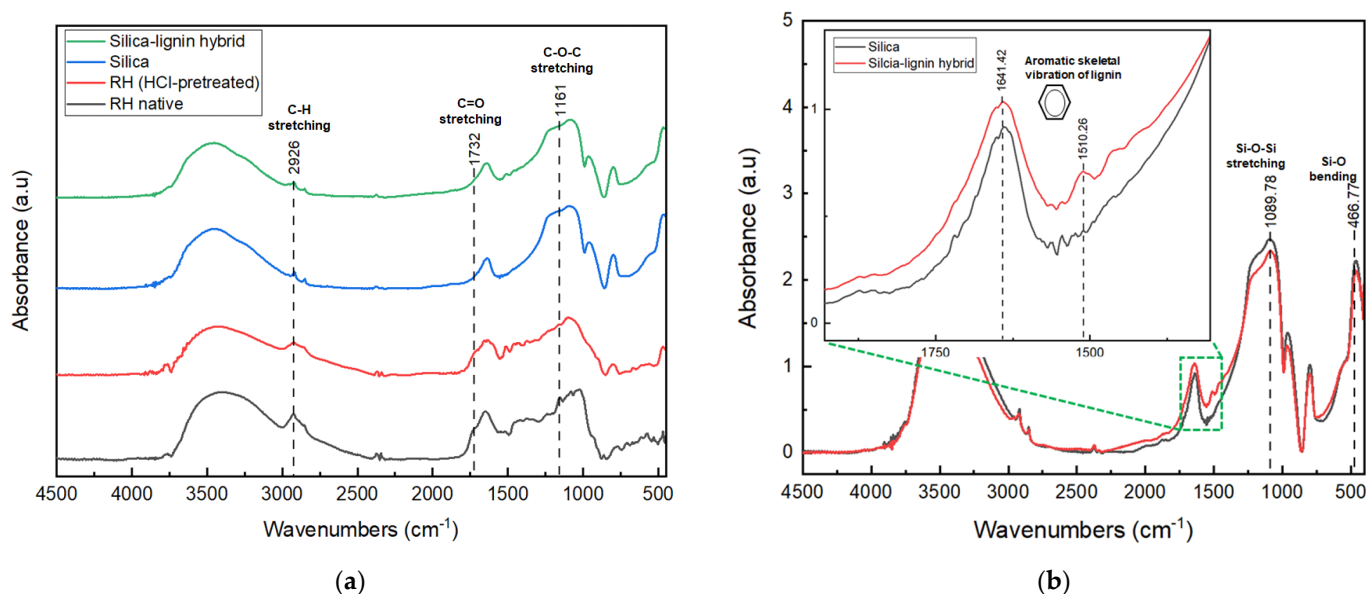 (a)
Silica-lignin hybrid
Silica
RH (HCl-pretreated)
RH native
C-H
stretching
2926
C=O
stretching
1732
C-O-C
stretching
1161
Absorbance (a.u)
4500 4000 3500 3000 2500 2000 1500 1000 450
Wavenumbers (cm-1)
(a)
(b)
5
4
3
2
1
0
Absorbance (a.u)
Silica
Silcia-lignin hybrid
1641.42
Aromatic skeletal
vibration of lignin
1510.26
1
0
1750 1500
Si-O-Si
stretching
1089.78
Si-O
bending
466.77
4500 4000 3500 3000 2500 2000 1500 1000 500
Wavenumbers (cm-1)
(b)